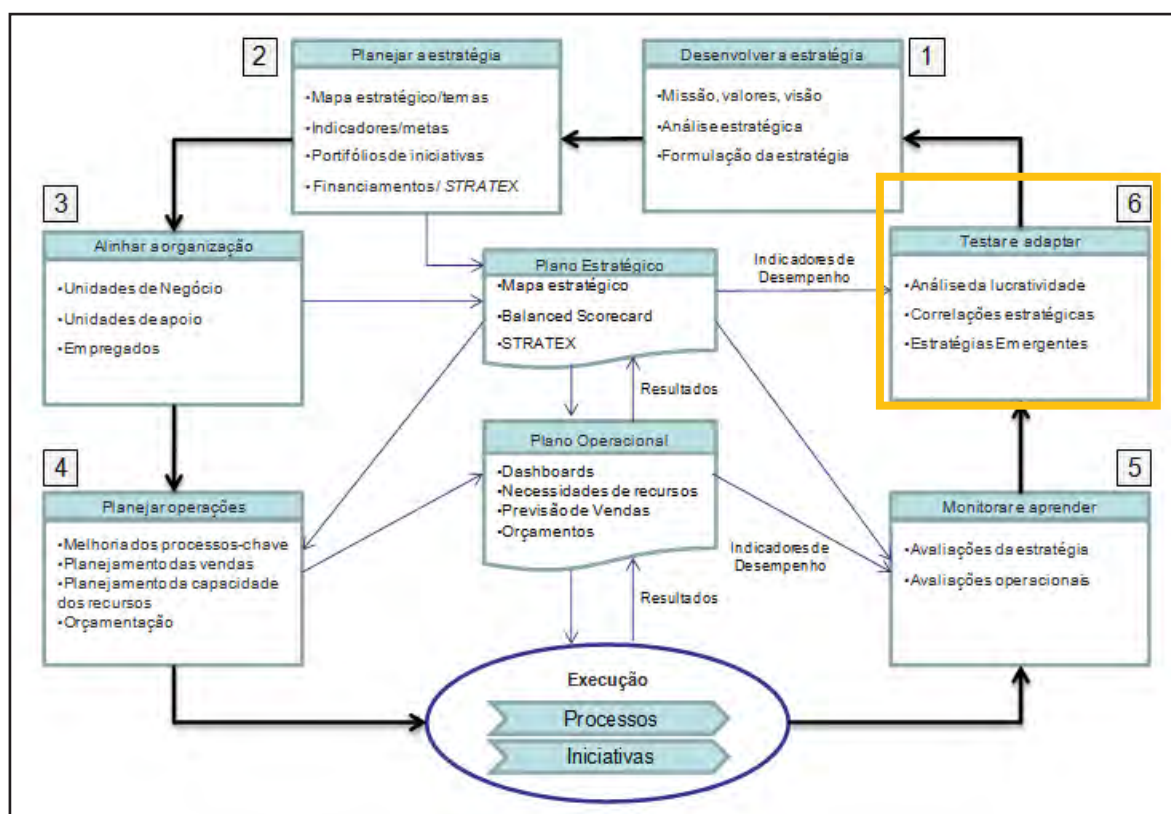 2
Planejar a estratégia
•Mapa estratégico/temas
•Indicadores/metas
•Portifólios de iniciativas
•Financiamentos/ STRATEX
Desenvolver a estratégia
1
•Missão, valores, visão
•Análise estratégica
•Formulação da estratégia
3
Alinhar a organização
•Unidades de Negócio
•Unidades de apoio
•Empregados
Plano Estratégico
•Mapa estratégico
•Balanced Scorecard
•STRATEX
Indicadores de
Desempenho
6
Testar e adaptar
•Análise da lucratividade
•Correlações estratégicas
•Estratégias Emergentes
Resultados
4
Planejar operações
•Melhoria dos processos-chave
•Planejamento das vendas
•Planejamento da capacidade
dos recursos
•Orçamentação
Plano Operacional
•Dashboards
•Necessidades de recursos
•Previsão de Vendas
•Orçamentos
Indicadores de
Desempenho
5
Monitorar e aprender
•Avaliações da estratégia
•Avaliações operacionais
Resultados
Execução
Processos
Iniciativas